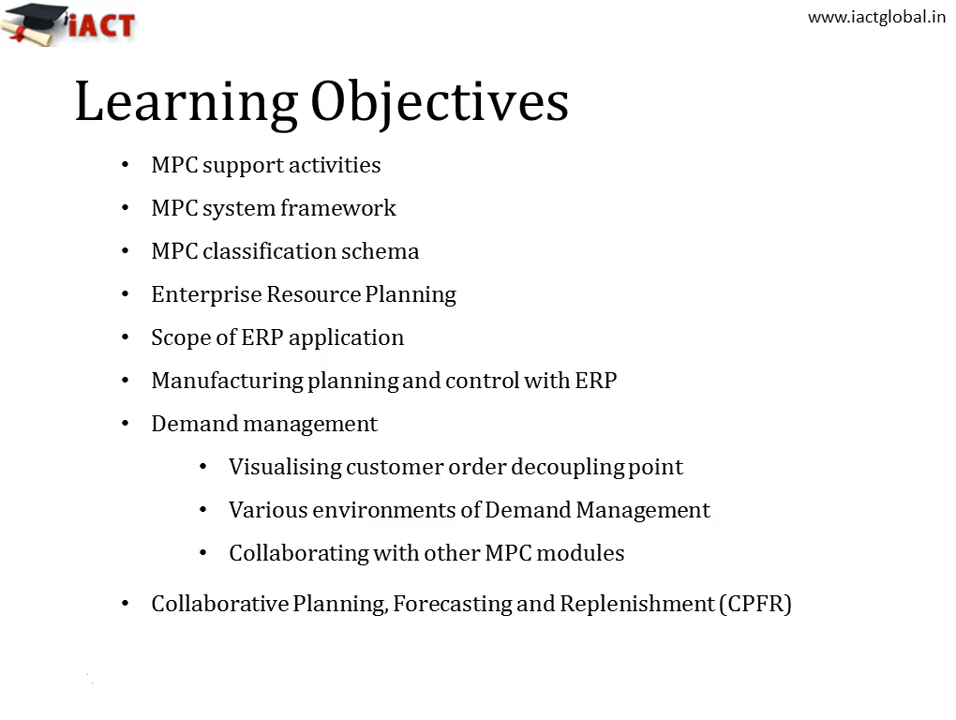 iACT
www.iactglobal.in
Learning Objectives
• MPC support activities
• MPC system framework
• MPC classification schema
• Enterprise Resource Planning
• Scope of ERP application
• Manufacturing planning and control with ERP
• Demand management
• Visualising customer order decoupling point
• Various environments of Demand Management
• Collaborating with other MPC modules
• Collaborative Planning, Forecasting and Replenishment (CPFR)